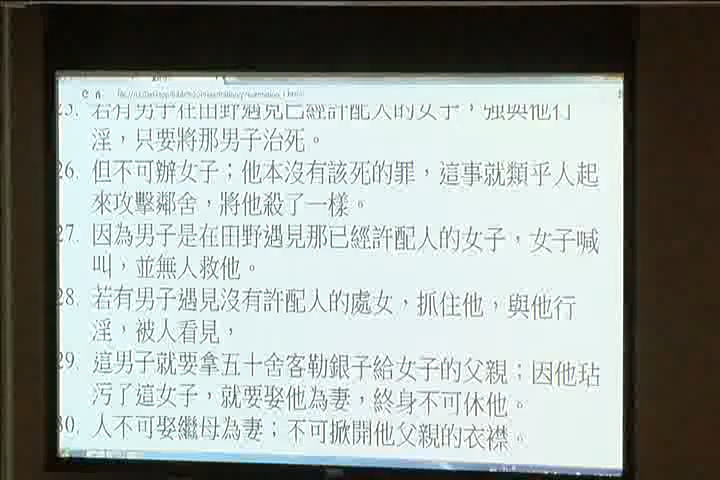 25. 若有男子在田野遇見已經許配人的女子，強與他行
淫，只要將那男子治死。
26. 但不可辦女子；他本沒有該死的罪，這事就類乎人起
來攻擊鄰舍，將他殺了一樣。
27. 因為男子是在田野遇見那已經許配人的女子，女子喊
叫，並無人救他。
28. 若有男子遇見沒有許配人的處女，抓住他，與他行
淫，被人看見，
29. 這男子就要拿五十舍客勒銀子給女子的父親；因他玷
污了這女子，就要娶他為妻，終身不可休他。
30. 人不可娶繼母為妻；不可掀開他父親的衣襟。